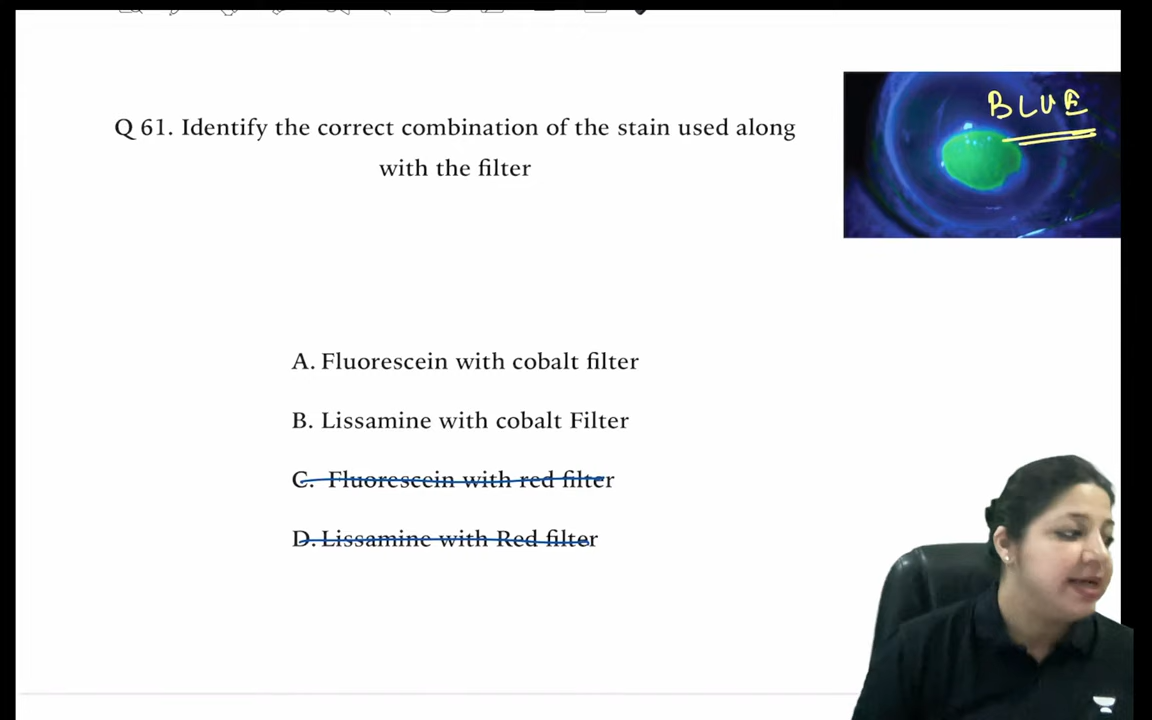 BLUE
Q 61. Identify the correct combination of the stain used along
with the filter
A. Fluorescein with cobalt filter
B. Lissamine with cobalt Filter
C. Fluorescein with red filter
D. Lissamine with Red filter